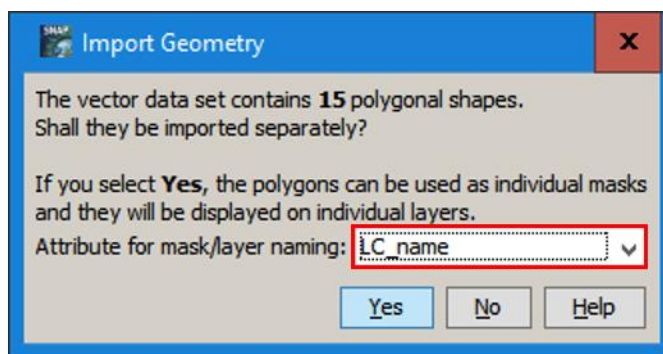 SNAP
Import Geometry
x
The vector data set contains 15 polygonal shapes.
Shall they be imported separately?
If you select Yes, the polygons can be used as individual masks
and they will be displayed on individual layers.
Attribute for mask/layer naming: LC_name
Yes No Help